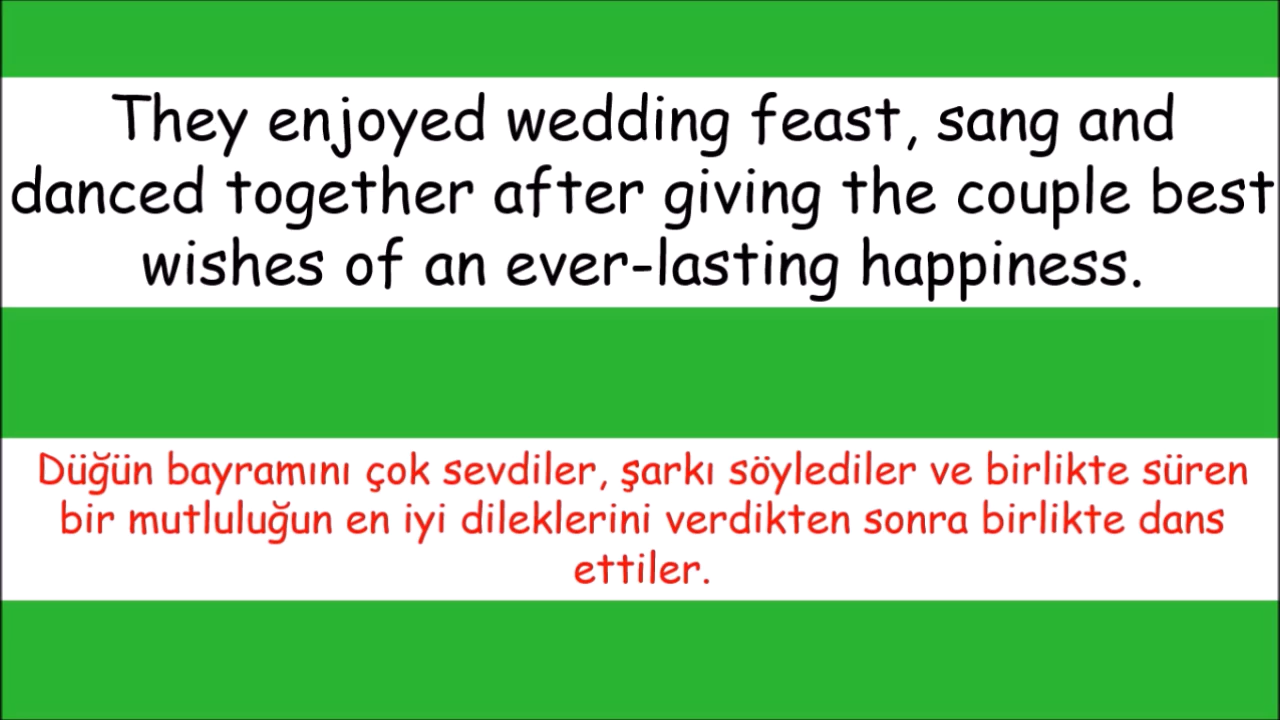 They enjoyed wedding feast, sang and
danced together after giving the couple best
wishes of an ever-lasting happiness.
Düğün bayramını çok sevdiler, şarkı söylediler ve birlikte süren
bir mutluluğun en iyi dileklerini verdikten sonra birlikte dans
ettiler.